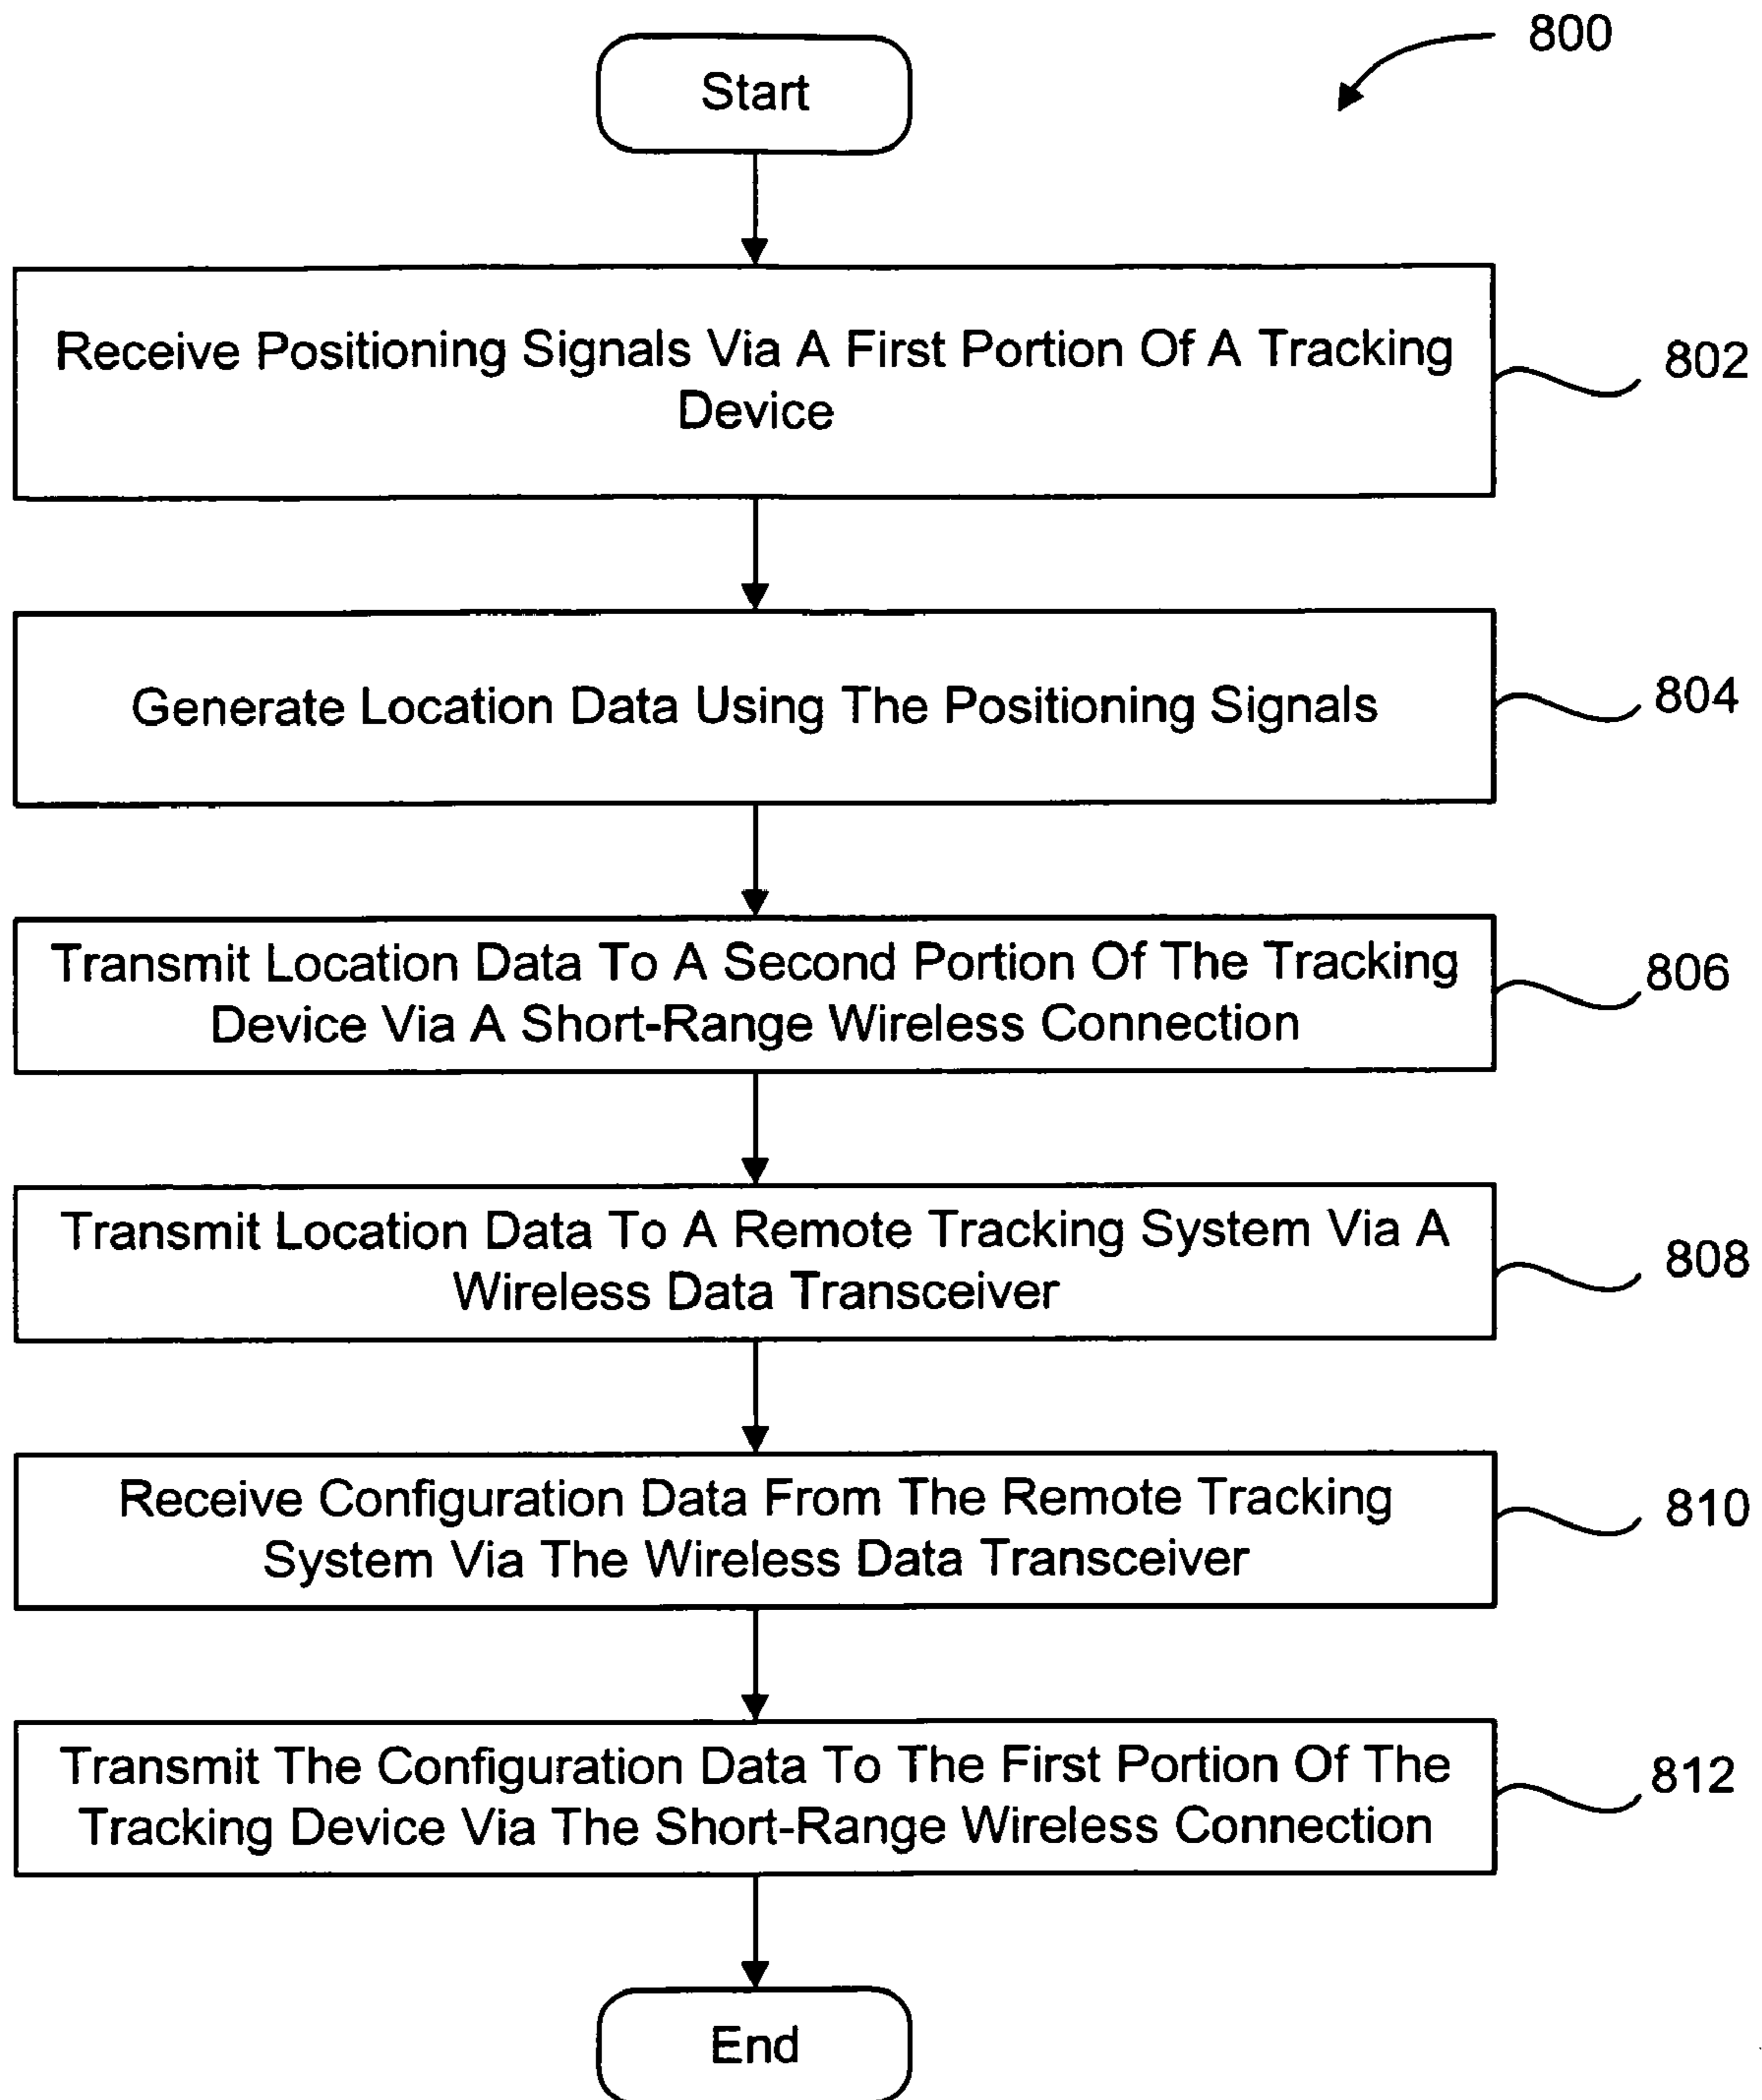 800
Start
Receive Positioning Signals Via A First Portion Of A Tracking
Device
802
Generate Location Data Using The Positioning Signals
804
Transmit Location Data To A Second Portion Of The Tracking
Device Via A Short-Range Wireless Connection
806
Transmit Location Data To A Remote Tracking System Via A
Wireless Data Transceiver
808
Receive Configuration Data From The Remote Tracking
System Via The Wireless Data Transceiver
810
Transmit The Configuration Data To The First Portion Of The
Tracking Device Via The Short-Range Wireless Connection
812
End